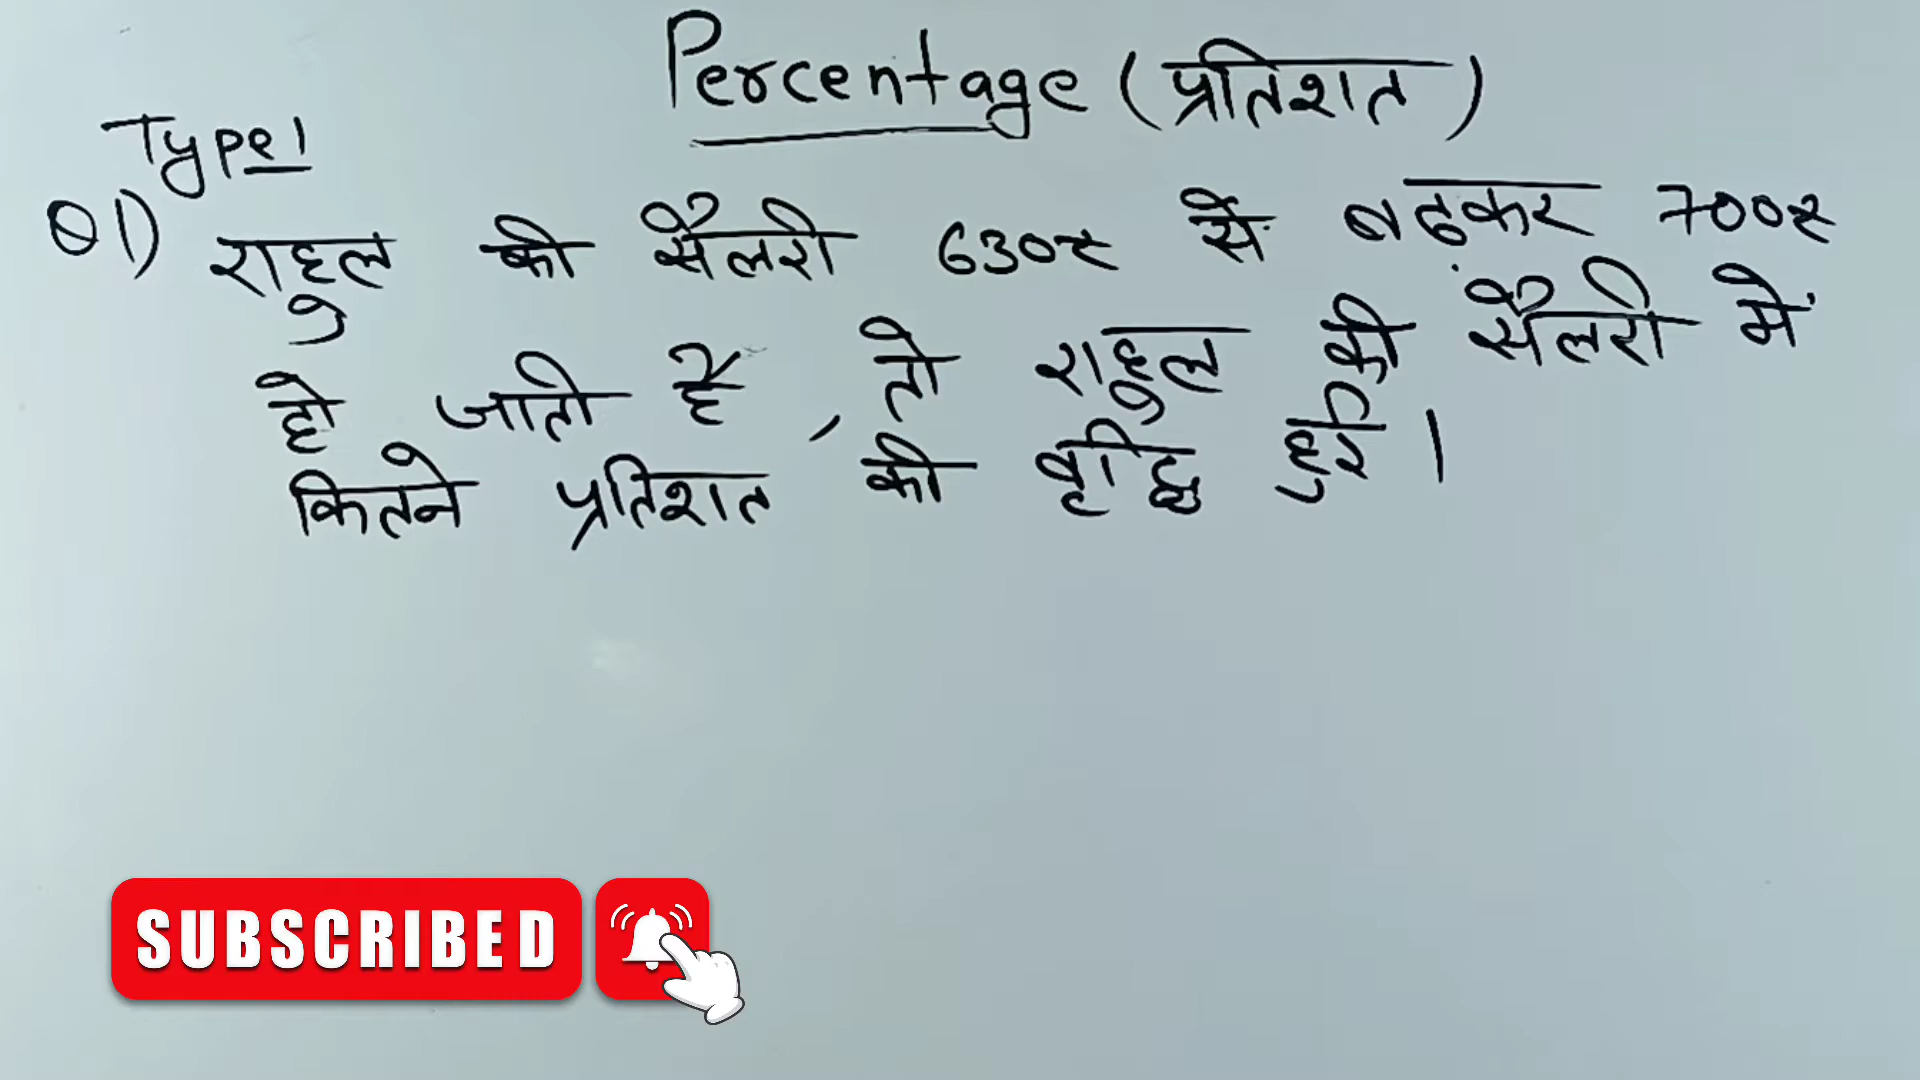 Percentage (प्रतिशत)
Type 1
Q1) राहुल की सैलरी 630₹ से बढ़कर 700₹
हो जाती है, तो राहुल की सैलरी में
कितने प्रतिशत की वृद्धि हुई।
SUBSCRIBED